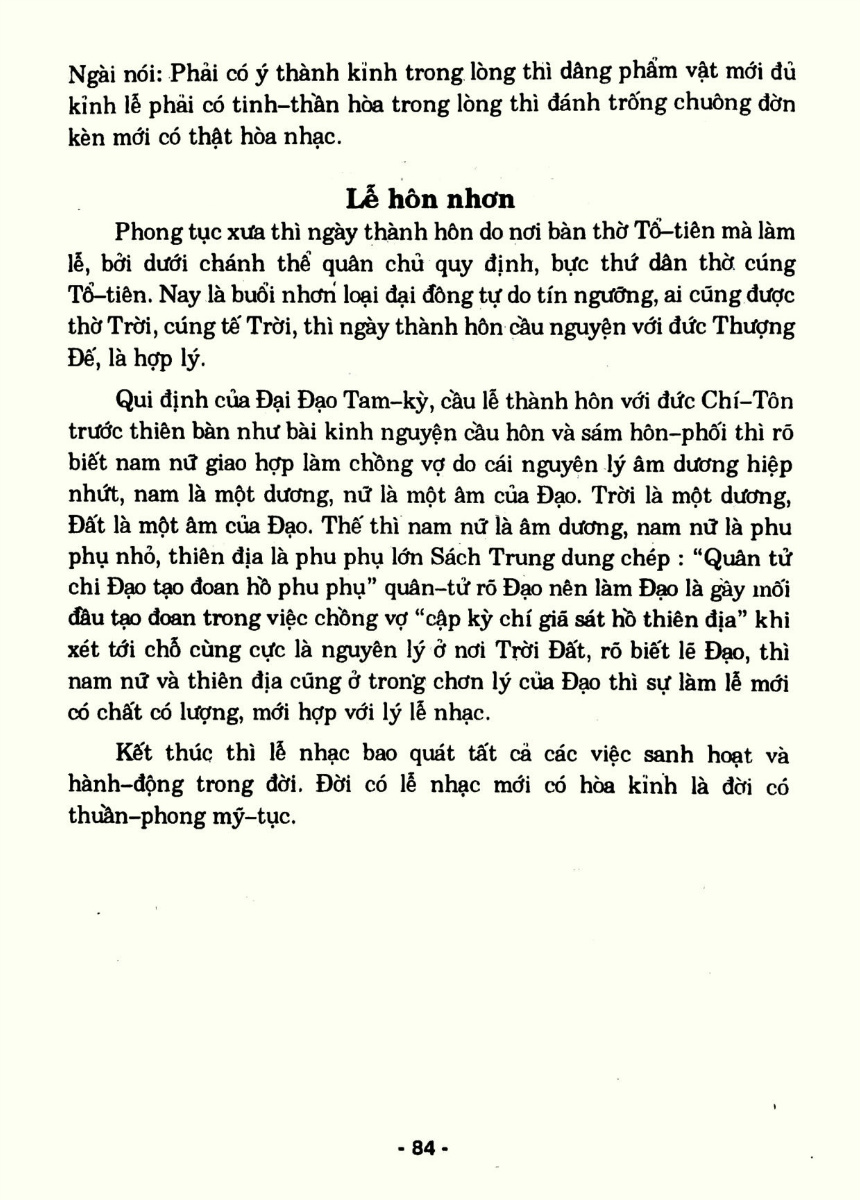 Ngài nói: Phải có ý thành kỉnh trong lòng thì dâng phẩm vật mới đủ
kỉnh lễ phải có tinh–thần hòa trong lòng thì đánh trống chuông đờn
kèn mới có thật hòa nhạc.
Lễ hôn nhơn
Phong tục xưa thì ngày thành hôn do nơi bàn thờ Tổ–tiên mà làm
lễ, bởi dưới chánh thể quân chủ quy định, bực thứ dân thờ cúng
Tổ–tiên. Nay là buổi nhơn loại đại đồng tự do tín ngưỡng, ai cũng được
thờ Trời, cúng tế Trời, thì ngày thành hôn cầu nguyện với đức Thượng
Đế, là hợp lý.
Qui định của Đại Đạo Tam–kỳ, cầu lễ thành hôn với đức Chí–Tôn
trước thiên bàn như bài kinh nguyện cầu hôn và sám hôn–phối thì rõ
biết nam nữ giao hợp làm chồng vợ do cái nguyên lý âm dương hiệp
nhứt, nam là một dương, nữ là một âm của Đạo. Trời là một dương,
Đất là một âm của Đạo. Thế thì nam nữ là âm dương, nam nữ là phu
phụ nhỏ, thiên địa là phu phụ lớn Sách Trung dung chép : “Quân tử
chi Đạo tạo đoan hồ phu phụ” quân–tử rõ Đạo nên làm Đạo là gầy mối
đầu tạo đoan trong việc chồng vợ “cập kỳ chí giã sát hồ thiên địa” khi
xét tới chỗ cùng cực là nguyên lý ở nơi Trời Đất, rõ biết lẽ Đạo, thì
nam nữ và thiên địa cũng ở trong chơn lý của Đạo thì sự làm lễ mới
có chất có lượng, mới hợp với lý lễ nhạc.
Kết thúc thì lễ nhạc bao quát tất cả các việc sanh hoạt và
hành–động trong đời. Đời có lễ nhạc mới có hòa kỉnh là đời có
thuần–phong mỹ–tục.
- 84 -